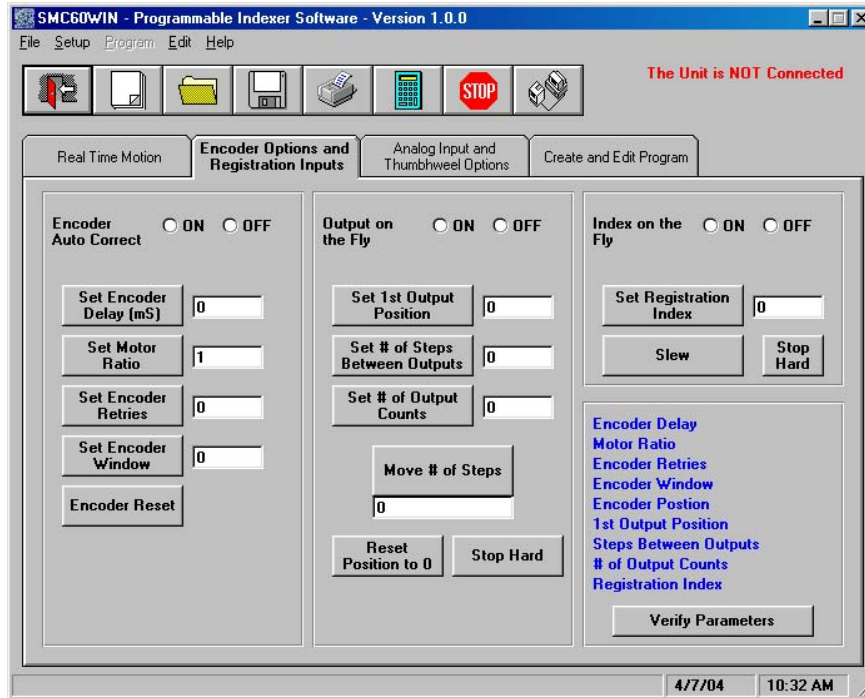 SMC60WIN - Programmable Indexer Software - Version 1.0.0
File Setup Program Edit Help
STOP
The Unit is NOT Connected
Real Time Motion
Encoder Options and
Registration Inputs
Analog Input and
Thumbhweel Options
Create and Edit Program
Encoder
Auto Correct
ON OFF
Set Encoder
Delay (mS)
0
Set Motor
Ratio
1
Set Encoder
Retries
0
Set Encoder
Window
0
Encoder Reset
Output on
the Fly
ON OFF
Set 1st Output
Position
0
Set # of Steps
Between Outputs
0
Set # of Output
Counts
0
Move # of Steps
0
Reset
Position to 0
Stop Hard
Index on the
Fly
ON OFF
Set Registration
Index
0
Slew
Stop
Hard
Encoder Delay
Motor Ratio
Encoder Retries
Encoder Window
Encoder Postion
1st Output Position
Steps Between Outputs
# of Output Counts
Registration Index
Verify Parameters
4/7/04
10:32 AM